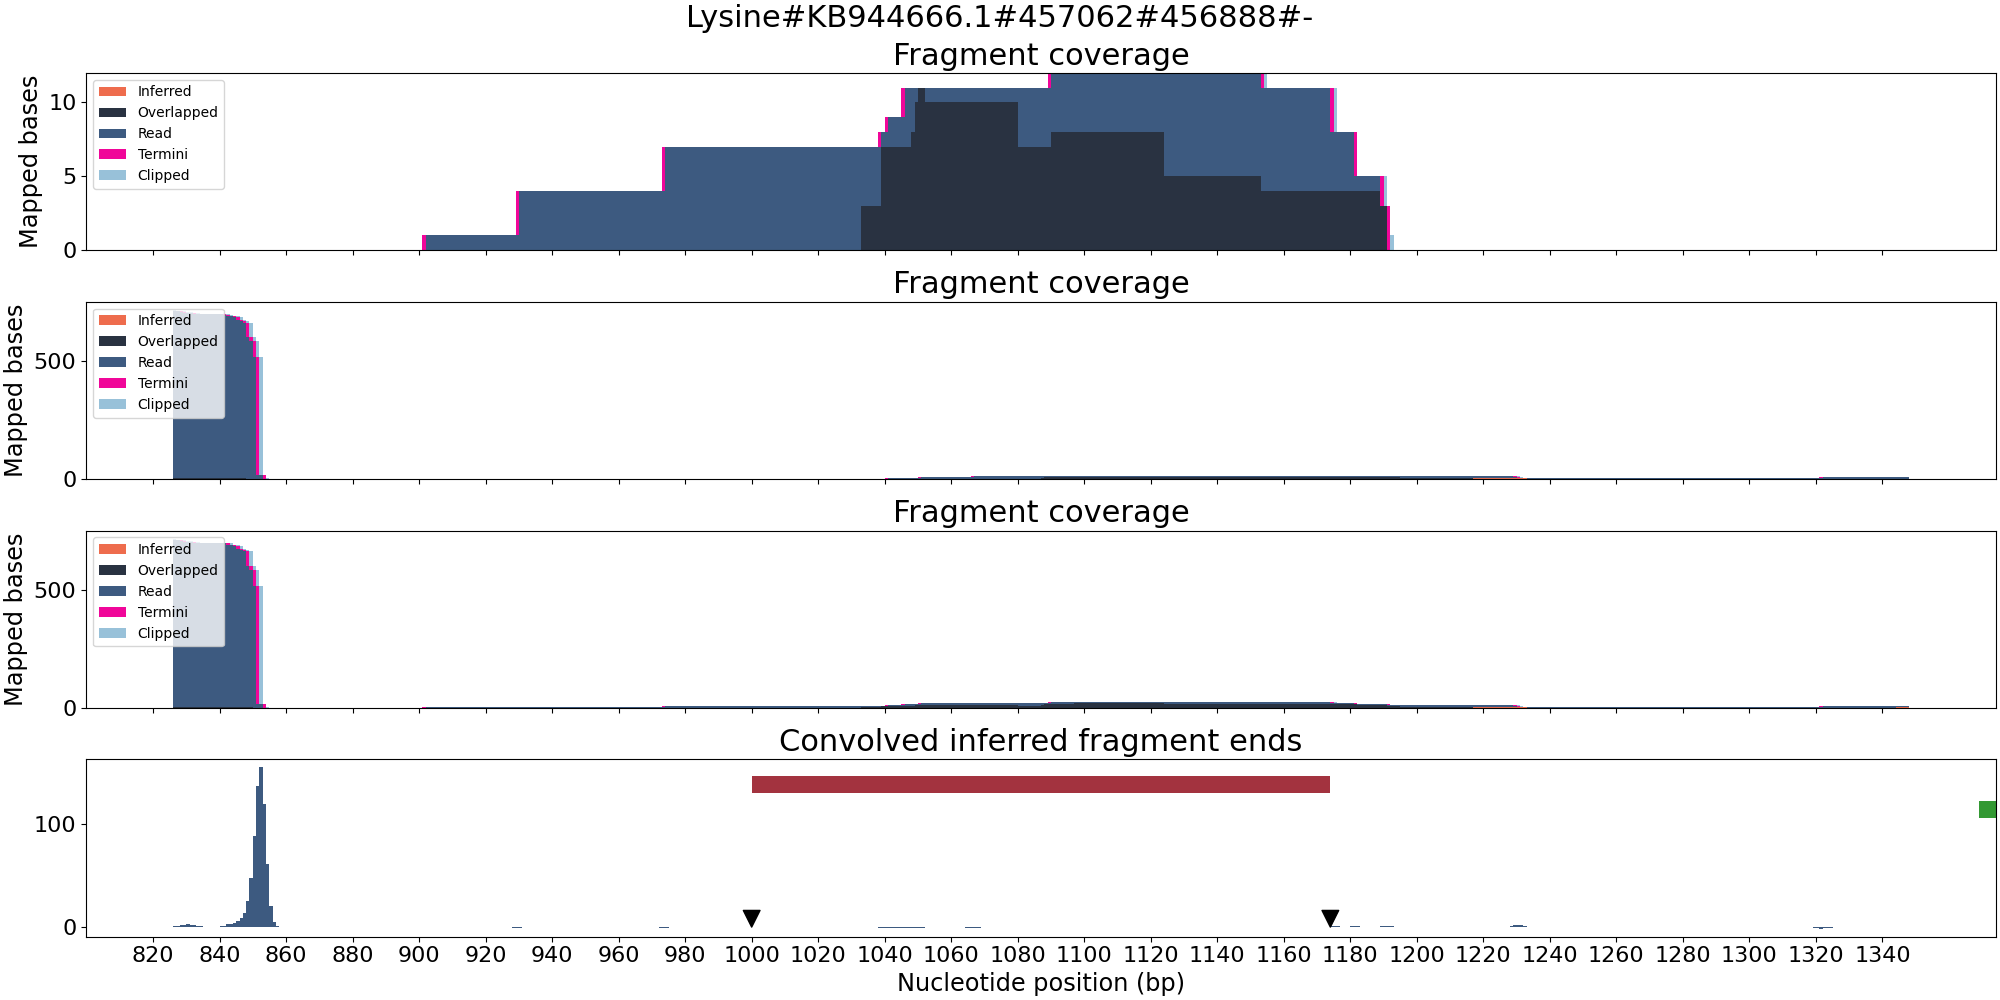 Lysine#KB944666.1#457062#456888#-
Fragment coverage
Mapped bases
10
5
0
Inferred
Overlapped
Read
Termini
Clipped
Fragment coverage
Mapped bases
500
0
Inferred
Overlapped
Read
Termini
Clipped
Fragment coverage
Mapped bases
500
0
Inferred
Overlapped
Read
Termini
Clipped
Convolved inferred fragment ends
100
0
820 840 860 880 900 920 940 960 980 1000 1020 1040 1060 1080 1100 1120 1140 1160 1180 1200 1220 1240 1260 1280 1300 1320 1340
Nucleotide position (bp)